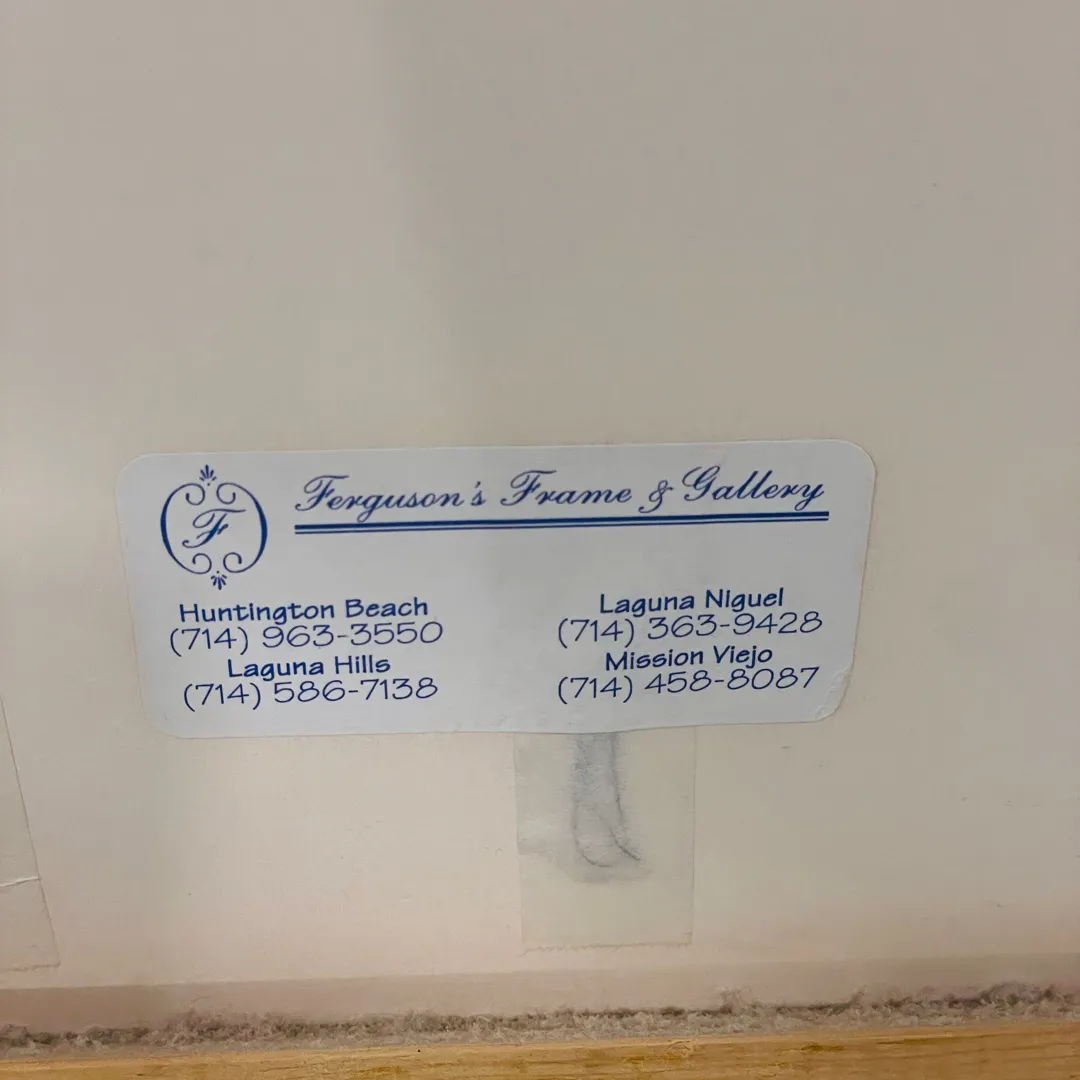 F
Ferguson's Frame & Gallery
Huntington Beach
(714) 963-3550
Laguna Hills
(714) 586-7138
Laguna Niguel
(714) 363-9428
Mission Viejo
(714) 458-8087